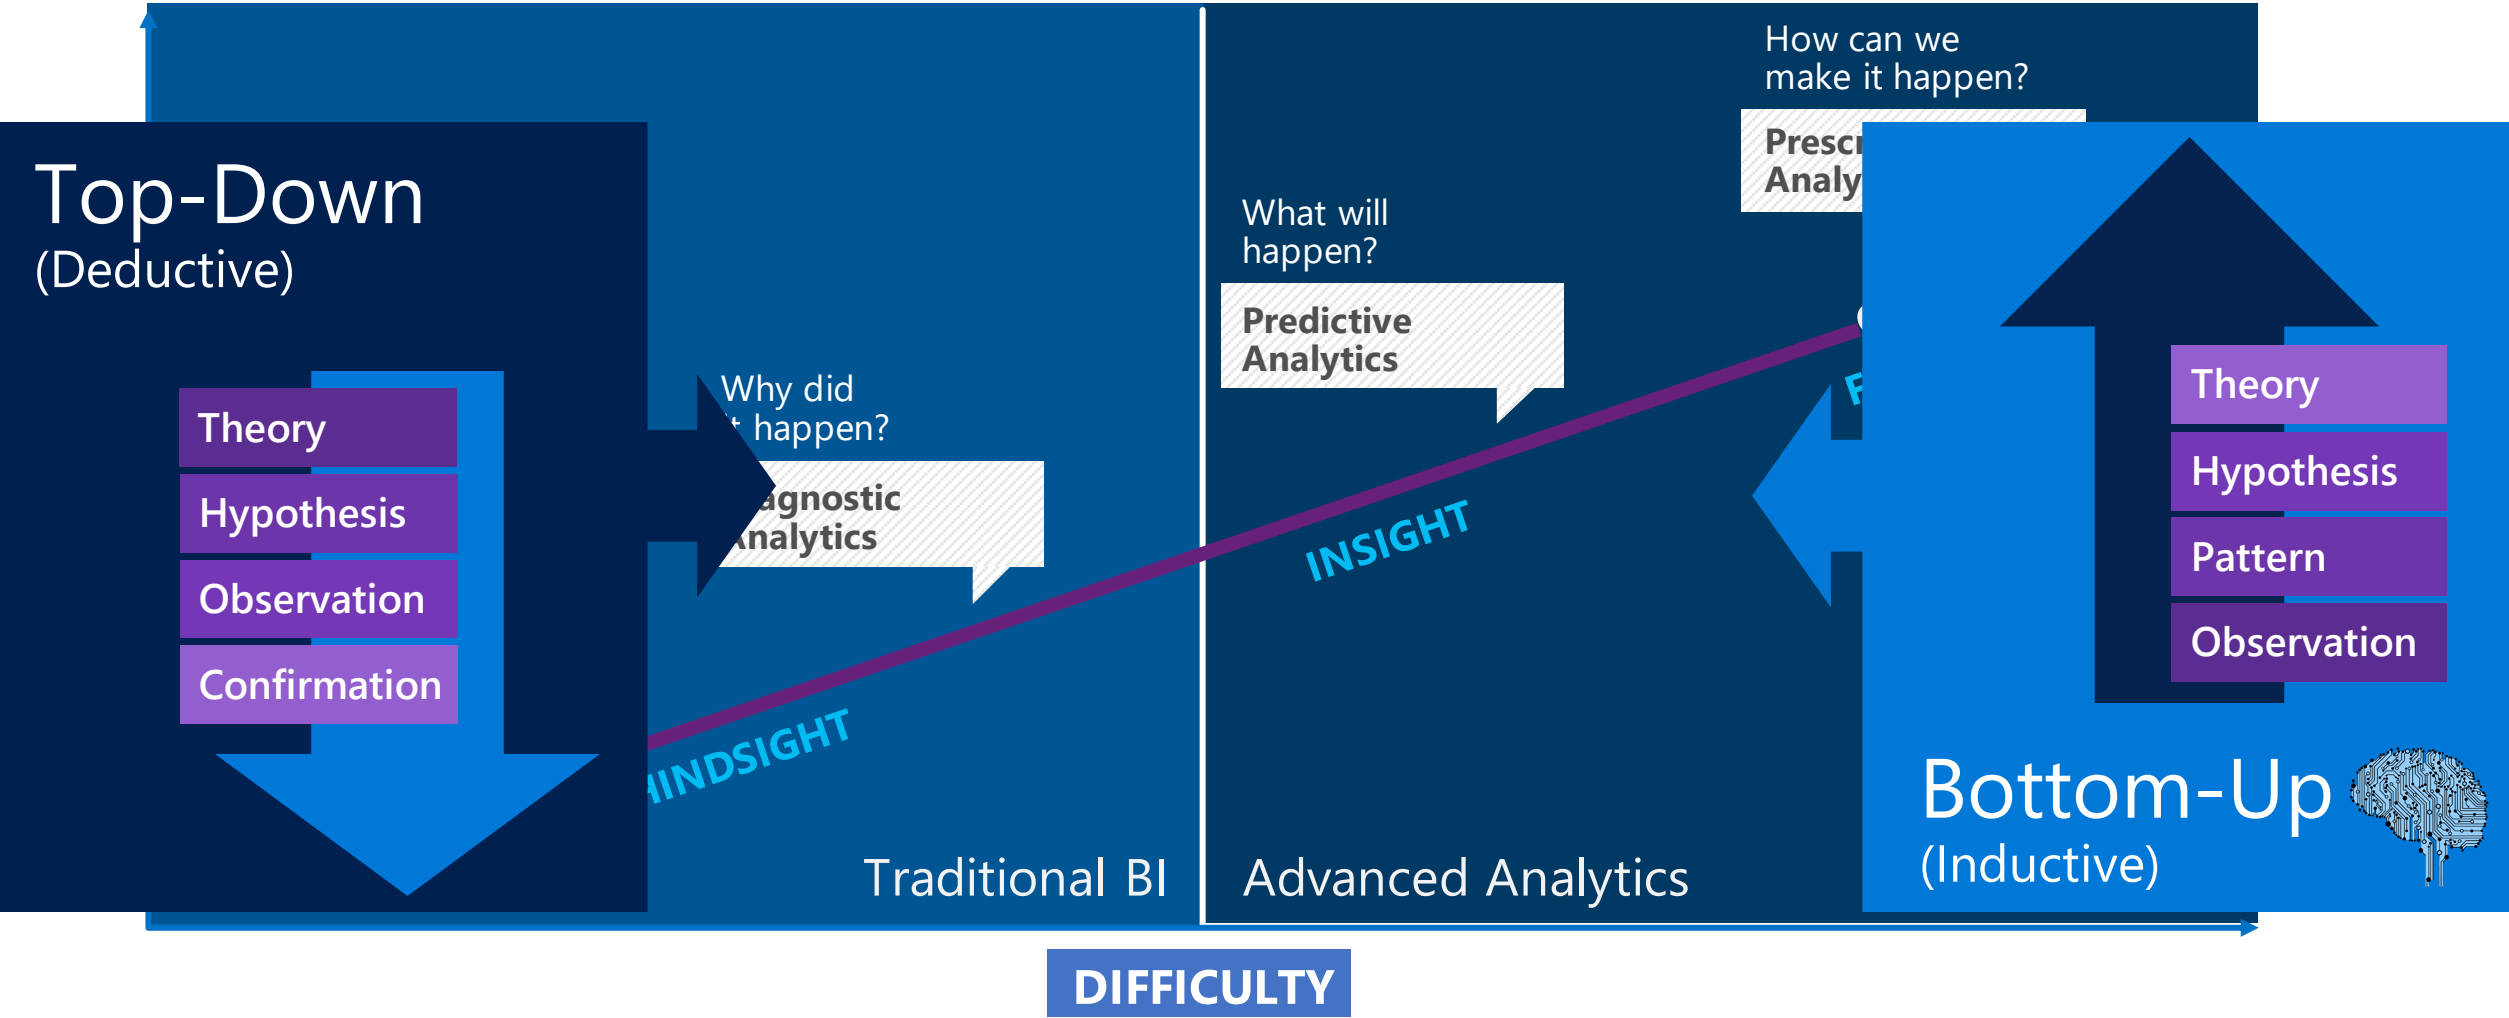 How can we
make it happen?
Top-Down
(Deductive)
What will
happen?
Predictive
Analytics
Why did
happen?
Analytics
Theory
Hypothesis
Observation
Confirmation
Theory
Hypothesis
Pattern
Observation
INSIGHT
HINDSIGHT
Traditional BI
Advanced Analytics
Bottom-Up
(Inductive)
DIFFICULTY